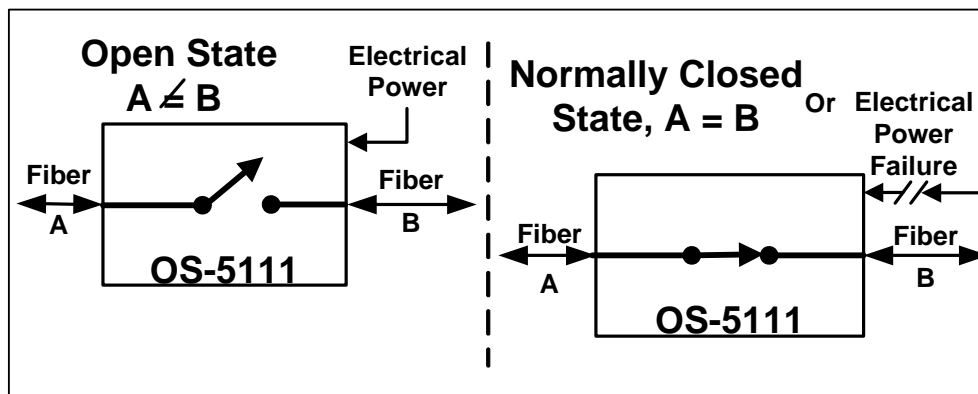 Open State
A ≠ B
Electrical
Power
Fiber
A
Fiber
B
OS-5111
Normally Closed
State, A = B
Or
Electrical
Power
Failure
Fiber
A
Fiber
B
OS-5111